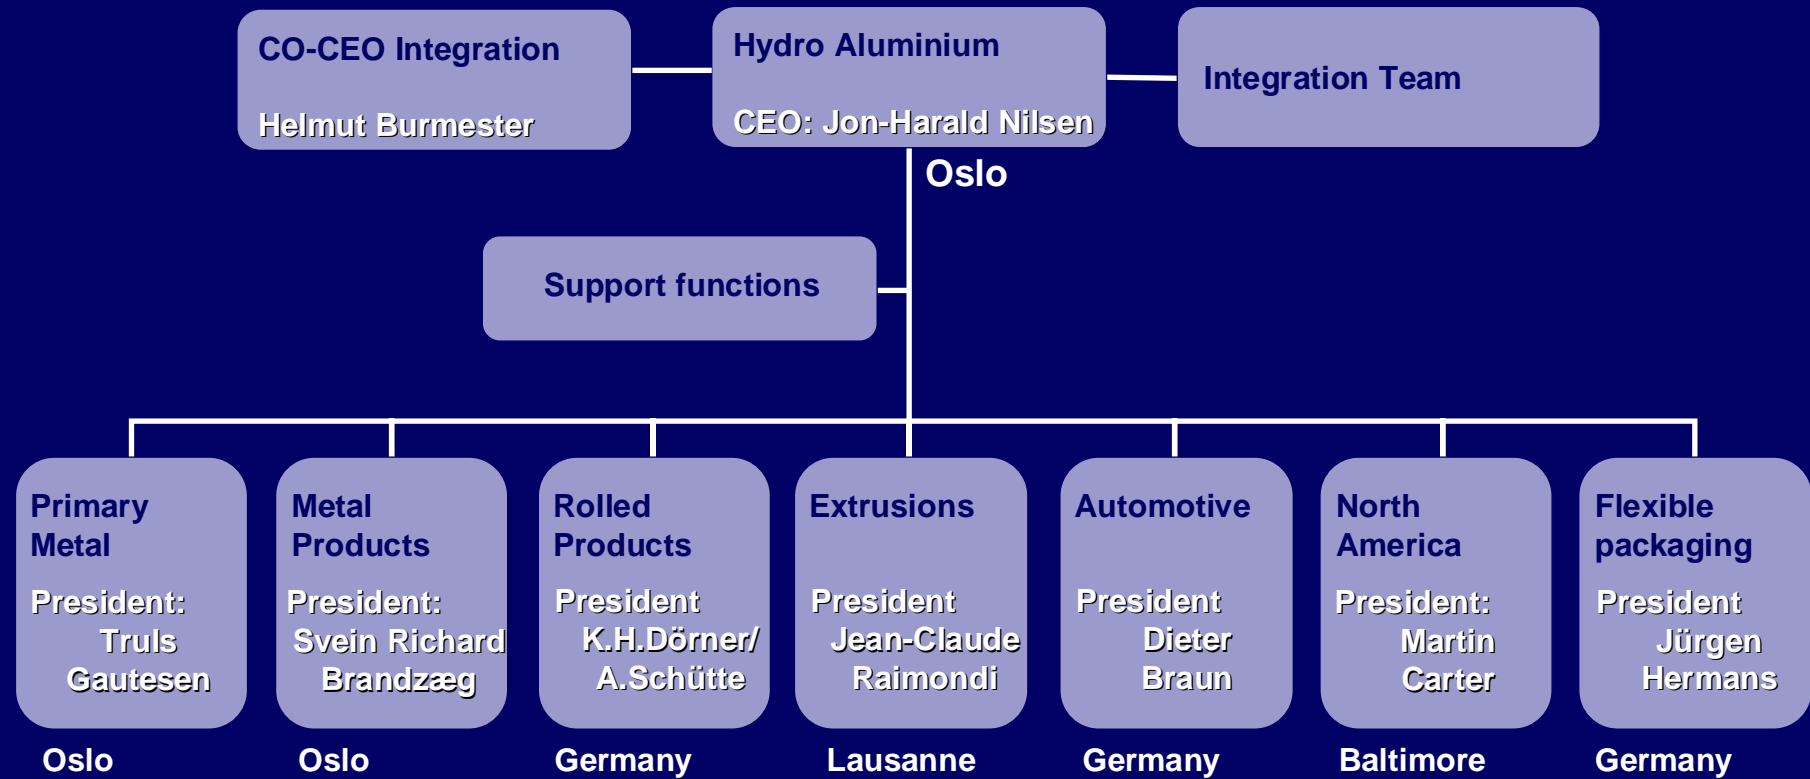 CO-CEO Integration
Helmut Burmester
Hydro Aluminium
CEO: Jon-Harald Nilsen
Integration Team
Oslo
Support functions
Primary
Metal
President:
Truls
Gautesen
Oslo
Metal
Products
President:
Svein Richard
Brandzæg
Oslo
Rolled
Products
President
K.H.Dörner/
A.Schütte
Germany
Extrusions
President
Jean-Claude
Raimondi
Lausanne
Automotive
President
Dieter
Braun
Germany
North
America
President:
Martin
Carter
Baltimore
Flexible
packaging
President
Jürgen
Hermans
Germany